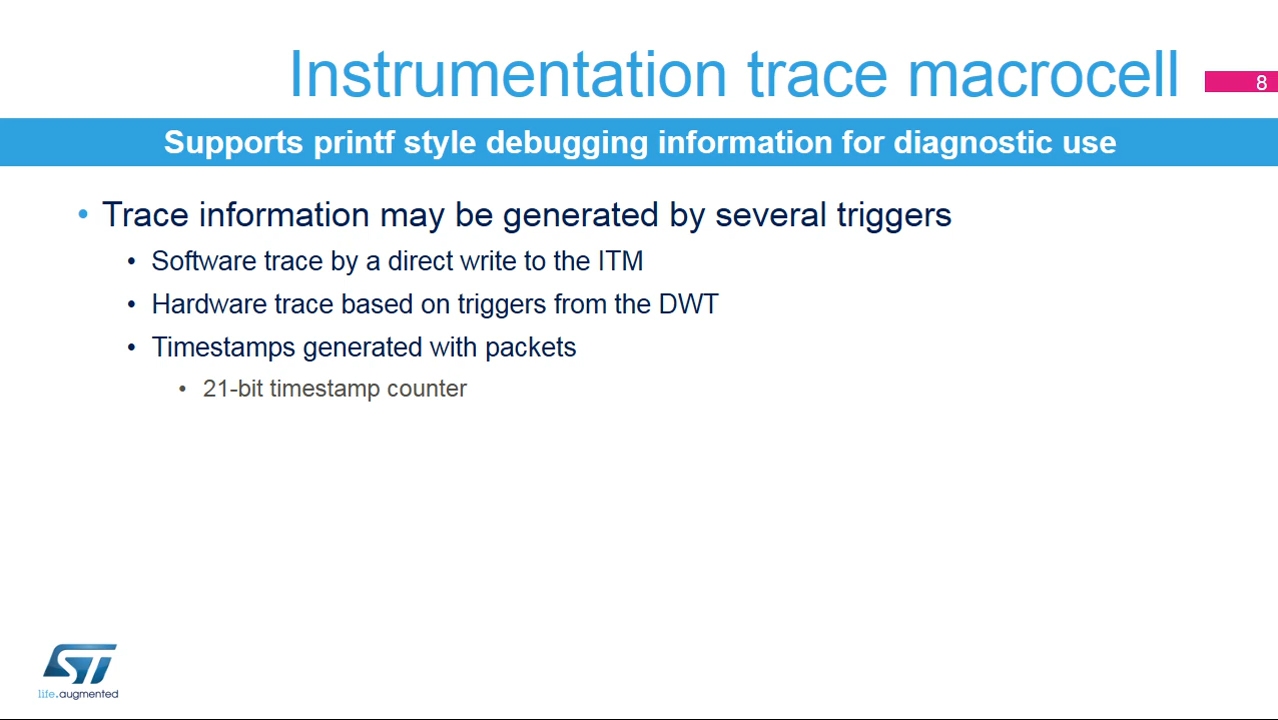 Instrumentation trace macrocell
8
Supports printf style debugging information for diagnostic use
• Trace information may be generated by several triggers
• Software trace by a direct write to the ITM
• Hardware trace based on triggers from the DWT
• Timestamps generated with packets
• 21-bit timestamp counter
ST
life.augmented